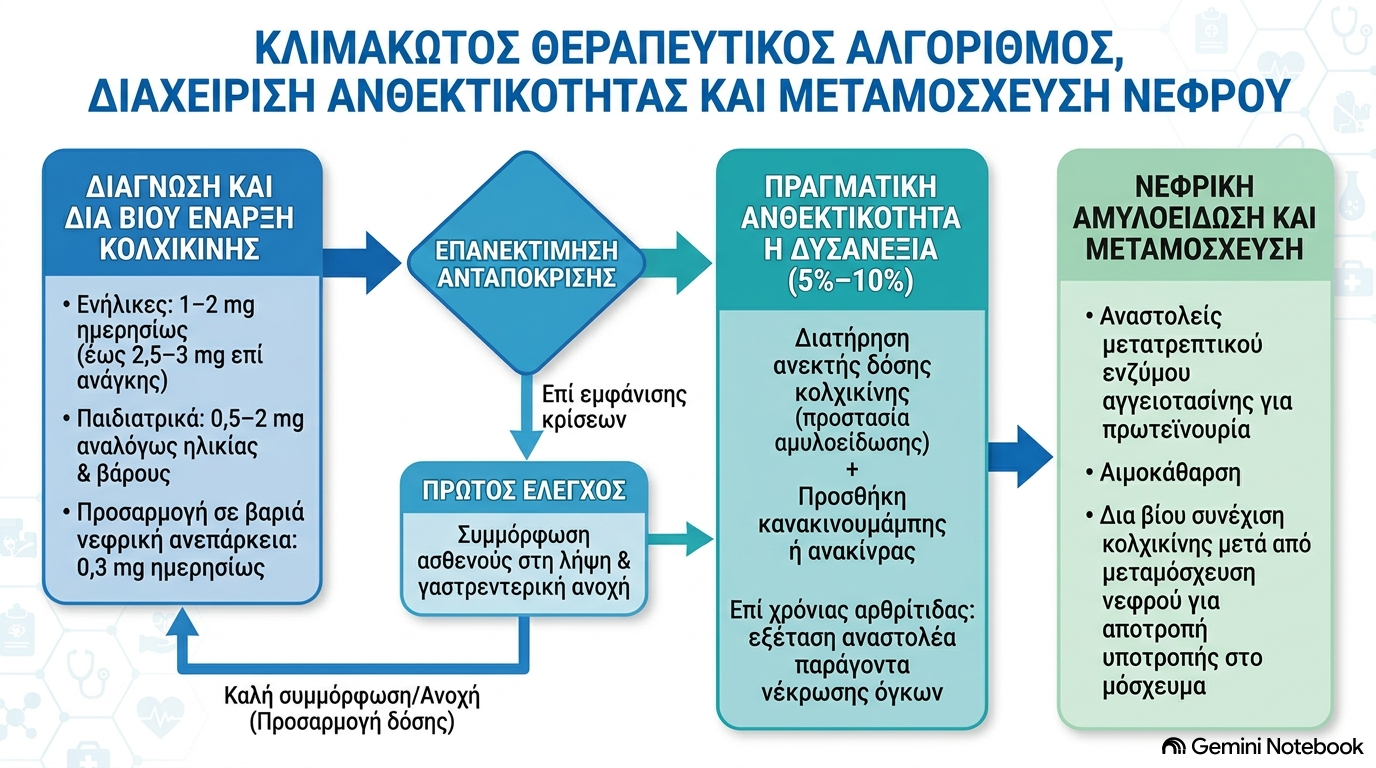 ΚΛΙΜΑΚΩΤΟΣ ΘΕΡΑΠΕΥΤΙΚΟΣ ΑΛΓΟΡΙΘΜΟΣ,
ΔΙΑΧΕΙΡΙΣΗ ΑΝΘΕΚΤΙΚΟΤΗΤΑΣ ΚΑΙ ΜΕΤΑΜΟΣΧΕΥΣΗ ΝΕΦΡΟΥ
ΔΙΑΓΝΩΣΗ ΚΑΙ
ΔΙΑ ΒΙΟΥ ΕΝΑΡΞΗ
ΚΟΛΧΙΚΙΝΗΣ
• Ενήλικες: 1–2 mg
ημερησίως
(έως 2,5–3 mg επί
ανάγκης)
• Παιδιατρικά: 0,5–2 mg
αναλόγως ηλικίας
& βάρους
• Προσαρμογή σε βαριά
νεφρική ανεπάρκεια:
0,3 mg ημερησίως
ΕΠΑΝΕΚΤΙΜΗΣΗ
ΑΝΤΑΠΟΚΡΙΣΗΣ
Επί εμφάνισης
κρίσεων
ΠΡΩΤΟΣ ΕΛΕΓΧΟΣ
Συμμόρφωση
ασθενούς στη λήψη &
γαστρεντερική ανοχή
Καλή συμμόρφωση/Ανοχή
(Προσαρμογή δόσης)
ΠΡΑΓΜΑΤΙΚΗ
ΑΝΘΕΚΤΙΚΟΤΗΤΑ
Η ΔΥΣΑΝΕΞΙΑ
(5%–10%)
Διατήρηση
ανεκτής δόσης
κολχικίνης
(προστασία
αμυλοείδωσης)
+
Προσθήκη
κανακινουμάμπης
ή ανακίνρας
Επί χρόνιας αρθρίτιδας:
εξέταση αναστολέα
παράγοντα
νέκρωσης όγκων
ΝΕΦΡΙΚΗ
ΑΜΥΛΟΕΙΔΩΣΗ ΚΑΙ
ΜΕΤΑΜΟΣΧΕΥΣΗ
• Αναστολείς
μετατρεπτικού
ενζύμου
αγγειοτασίνης για
πρωτεϊνουρία
• Αιμοκάθαρση
• Δια βίου συνέχιση
κολχικίνης μετά από
μεταμόσχευση
νεφρού για
αποτροπή
υποτροπής στο
μόσχευμα
Gemini Notebook